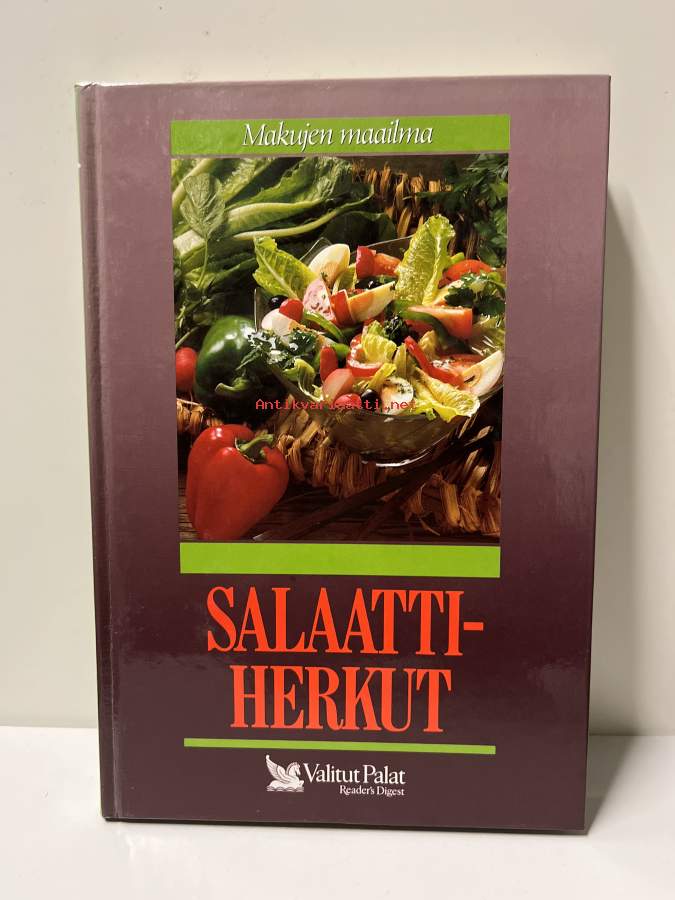 Makujen maailma
Antikvariaatti.net
SALAATTI-
HERKUT
Valitut Palat
Reader's Digest